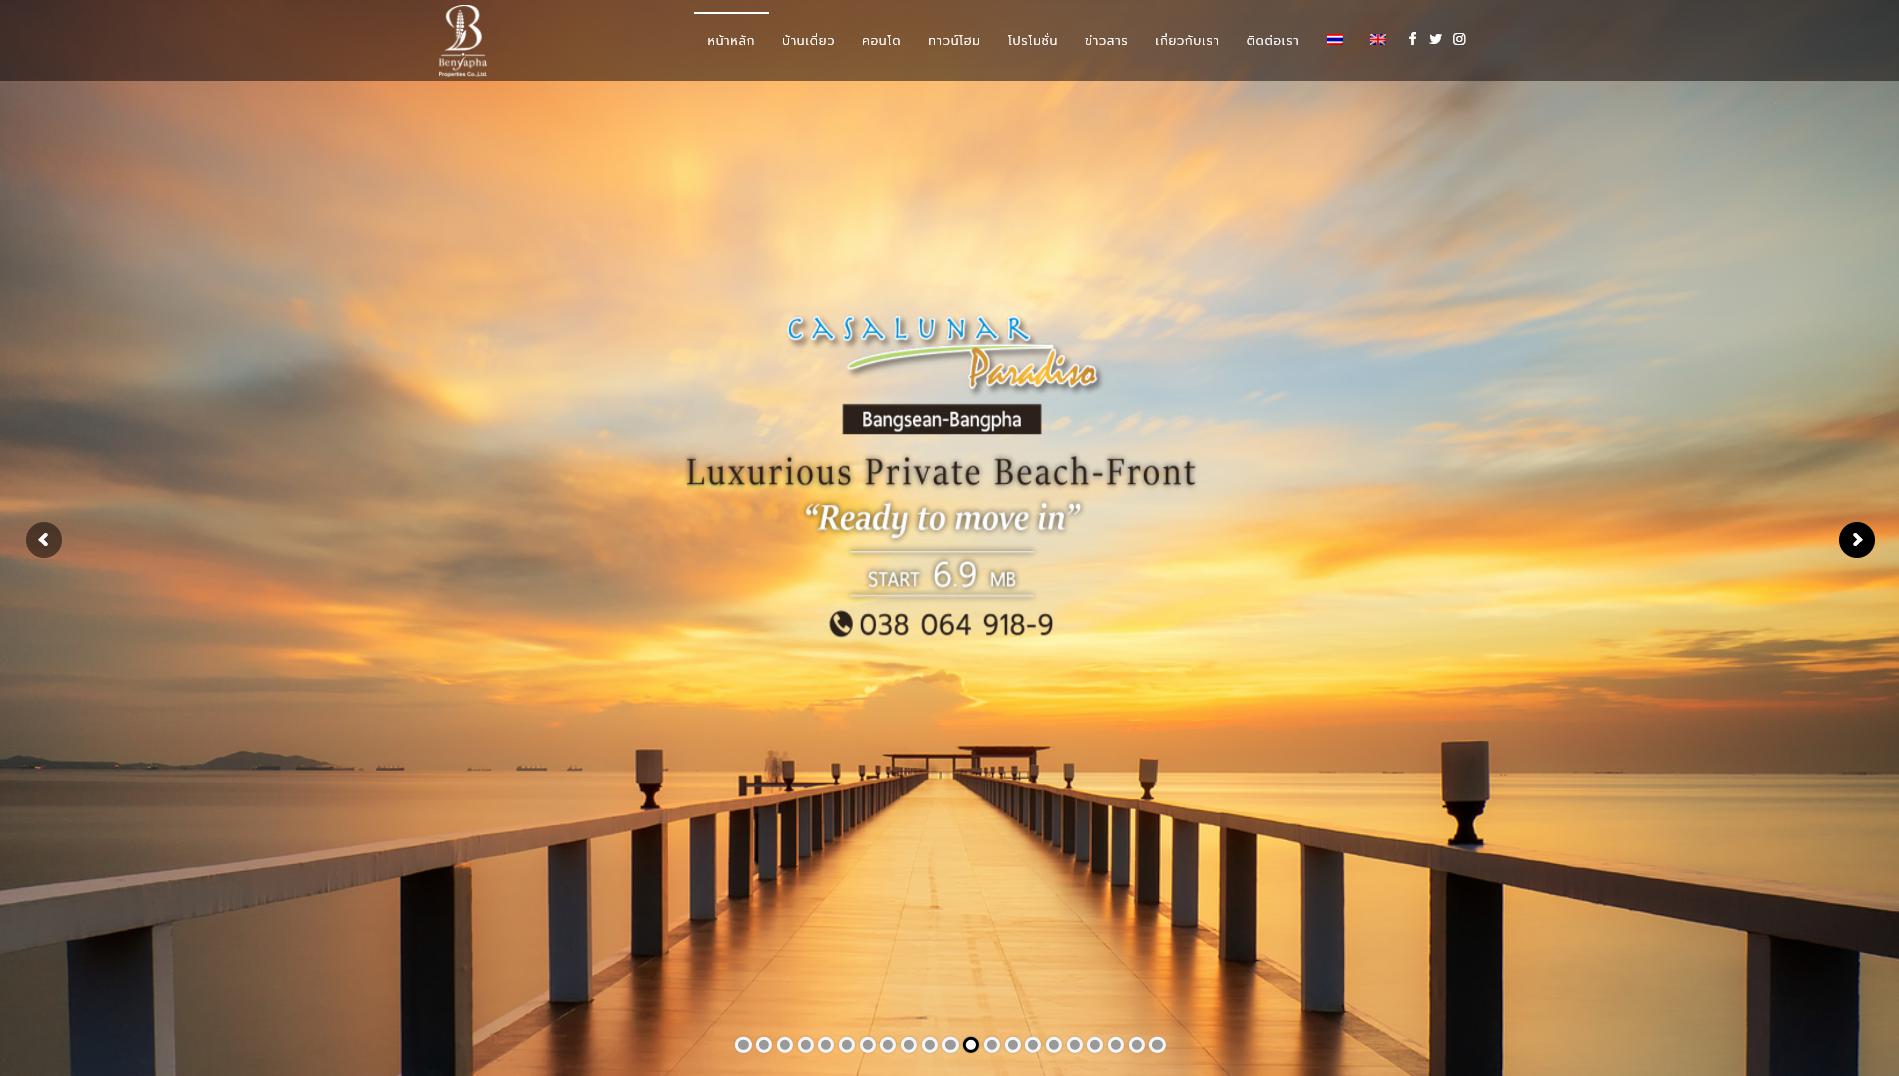 B
Benyapha
Properties Co.,Ltd.
หน้าหลัก บ้านเดี่ยว คอนโด ทาวน์โฮม โปรโมชั่น ข่าวสาร เกี่ยวกับเรา ติดต่อเรา
CASALUNAR
Paradiso
Bangsean-Bangpha
Luxurious Private Beach-Front
“Ready to move in”
START 6.9 MB
038 064 918-9